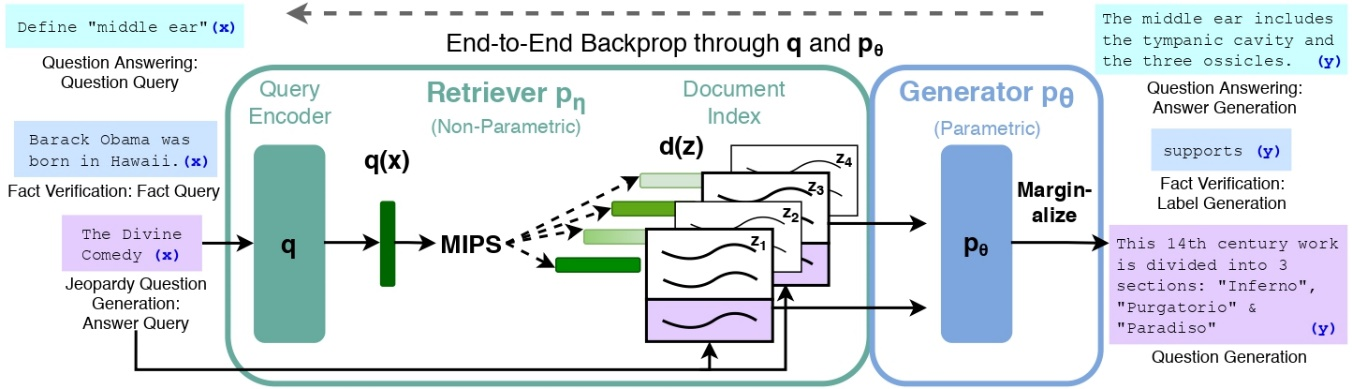 Define "middle ear" (x)
Question Answering:
Question Query
Barack Obama was
born in Hawaii. (x)
Fact Verification: Fact Query
The Divine
Comedy (x)
Jeopardy Question
Generation:
Answer Query
End-to-End Backprop through q and pθ
Query
Encoder
q
Retriever pη
(Non-Parametric)
q(x)
MIPS
Document
Index
d(z)
z4
z3
z2
z1
Generator pθ
(Parametric)
pθ
Margin-
alize
The middle ear includes
the tympanic cavity and
the three ossicles. (y)
Question Answering:
Answer Generation
supports (y)
Fact Verification:
Label Generation
This 14th century work
is divided into 3
sections: "Inferno",
"Purgatorio" &
"Paradiso" (y)
Question Generation